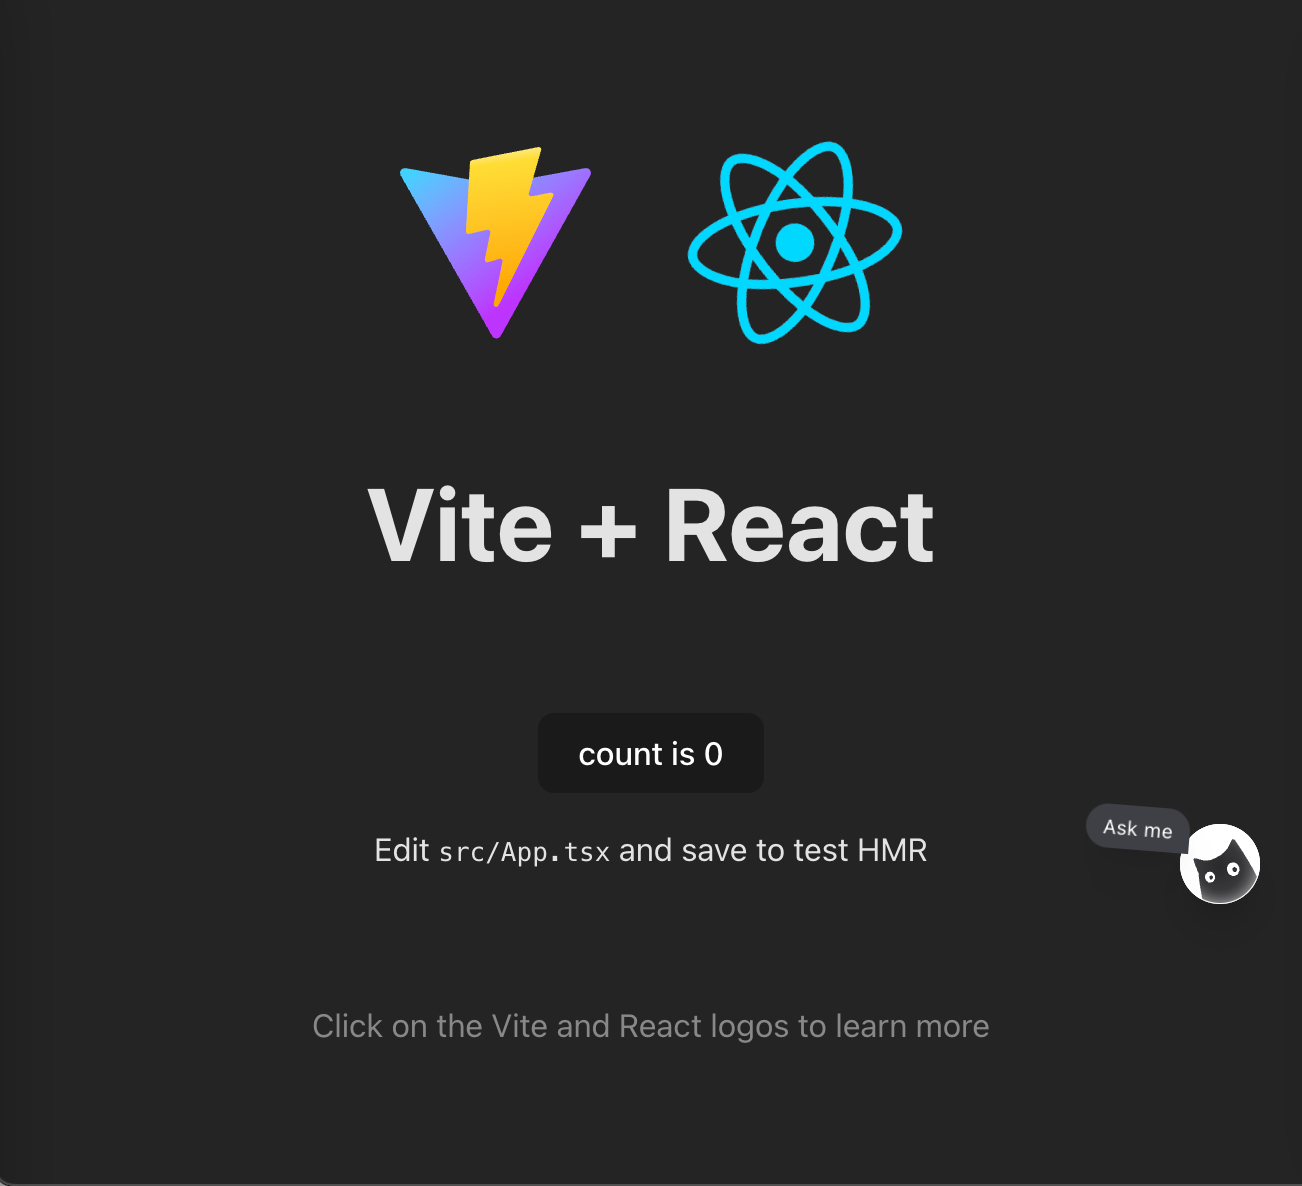 Vite + React
count is 0
Edit src/App.tsx and save to test HMR
Ask me
Click on the Vite and React logos to learn more